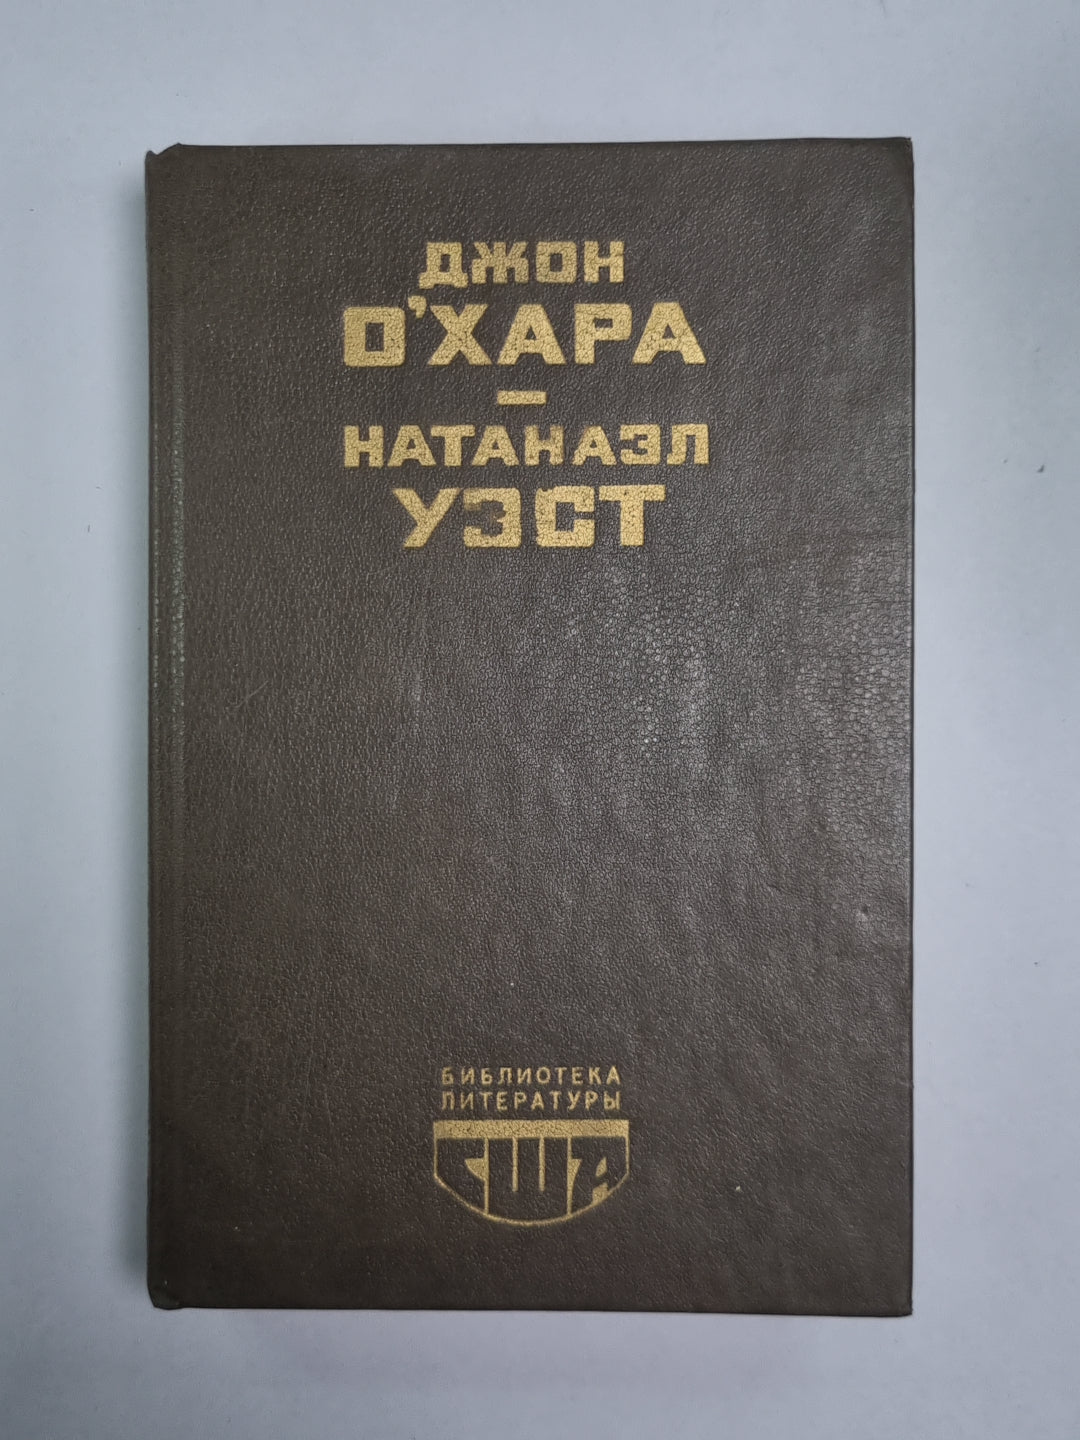 ДЖОН
О'ХАРА
–
НАТАНАЭЛ
УЭСТ
БИБЛИОТЕКА
ЛИТЕРАТУРЫ
США